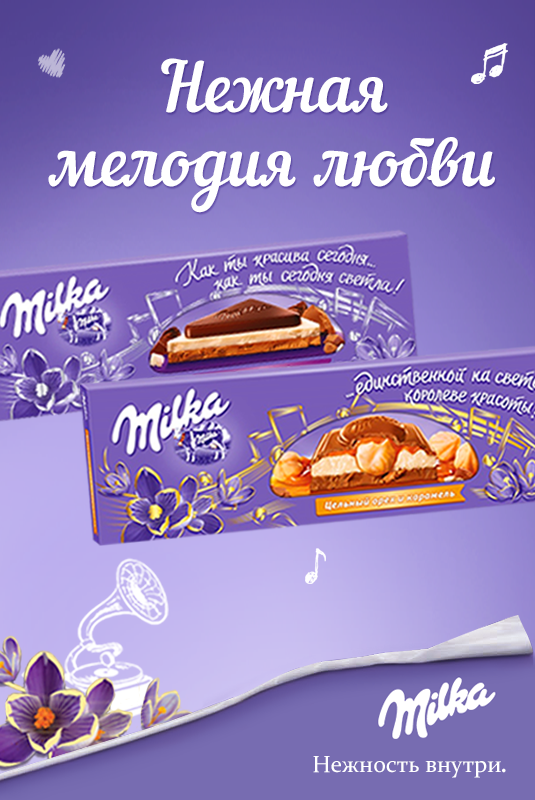 Нежная
мелодия любви
Как ты красива сегодня...
как ты сегодня светла!
Milka
...единственной на свете
королеве красоты!
Milka
Цельный орех и карамель
Milka
Нежность внутри.